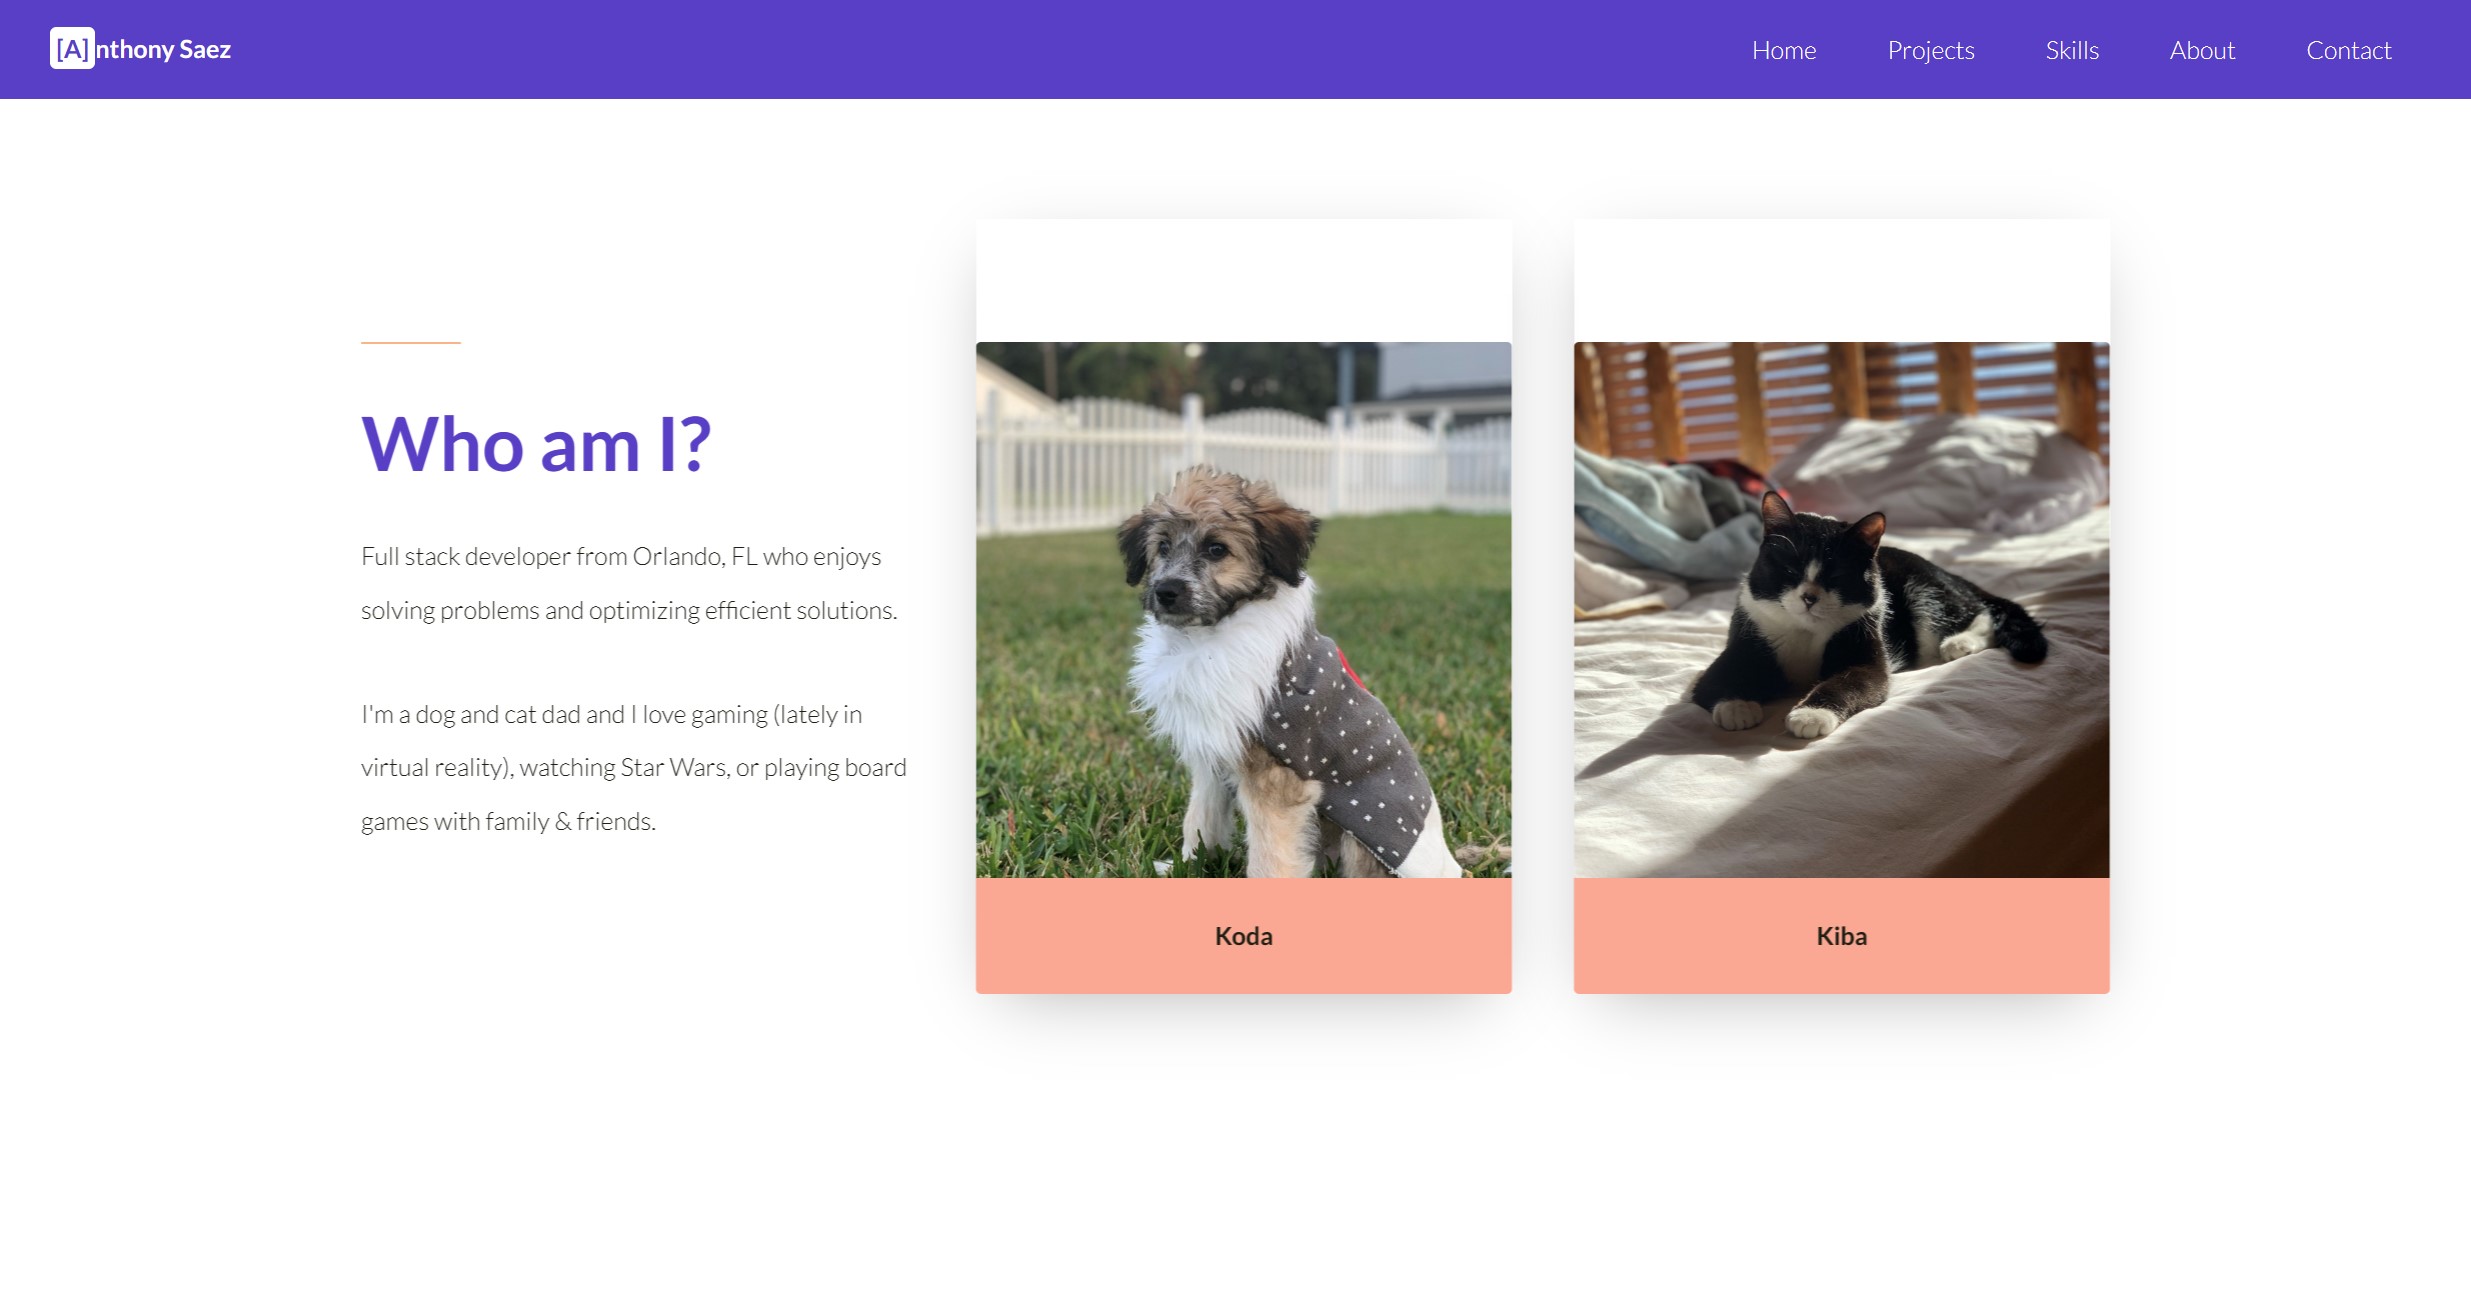 [A]nthony Saez
Home Projects Skills About Contact
Who am I?
Full stack developer from Orlando, FL who enjoys
solving problems and optimizing efficient solutions.
I'm a dog and cat dad and I love gaming (lately in
virtual reality), watching Star Wars, or playing board
games with family & friends.
Koda
Kiba